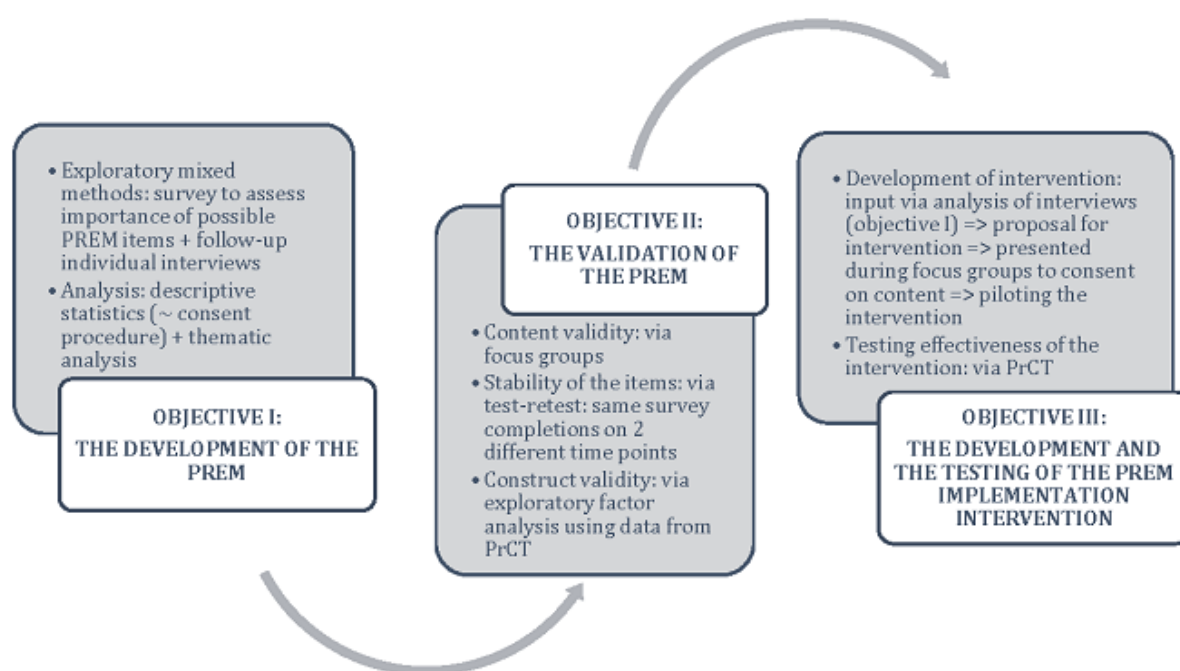 • Exploratory mixed
methods: survey to assess
importance of possible
PREM items + follow-up
individual interviews
• Analysis: descriptive
statistics (~ consent
procedure) + thematic
analysis
OBJECTIVE I:
THE DEVELOPMENT OF THE
PREM
OBJECTIVE II:
THE VALIDATION OF
THE PREM
• Content validity: via
focus groups
• Stability of the items: via
test-retest: same survey
completions on 2
different time points
• Construct validity: via
exploratory factor
analysis using data from
PrCT
• Development of intervention:
input via analysis of interviews
(objective I) => proposal for
intervention => presented
during focus groups to consent
on content => piloting the
intervention
• Testing effectiveness of the
intervention: via PrCT
OBJECTIVE III:
THE DEVELOPMENT AND
THE TESTING OF THE PREM
IMPLEMENTATION
INTERVENTION